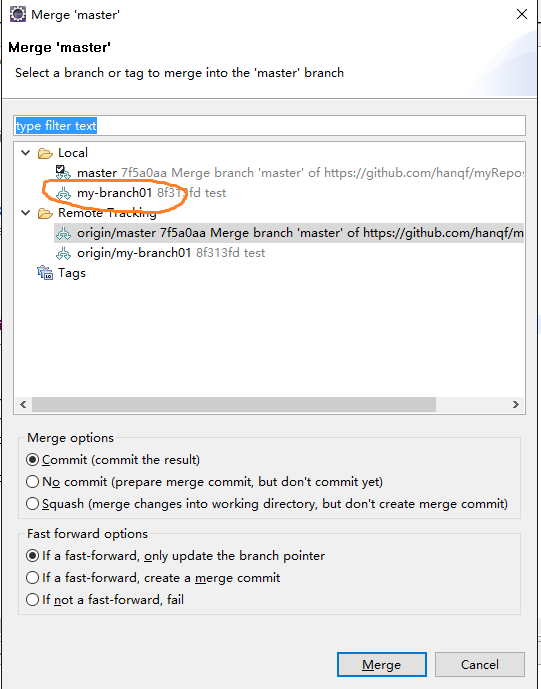 Merge 'master'
Merge 'master'
Select a branch or tag to merge into the 'master' branch
type filter text
Local
master 7f5a0aa Merge branch 'master' of https://github.com/hanqf/myRepos
my-branch01 8f313fd test
Remote Tracking
origin/master 7f5a0aa Merge branch 'master' of https://github.com/hanqf/m
origin/my-branch01 8f313fd test
Tags
Merge options
Commit (commit the result)
No commit (prepare merge commit, but don't commit yet)
Squash (merge changes into working directory, but don't create merge commit)
Fast forward options
If a fast-forward, only update the branch pointer
If a fast-forward, create a merge commit
If not a fast-forward, fail
Merge
Cancel